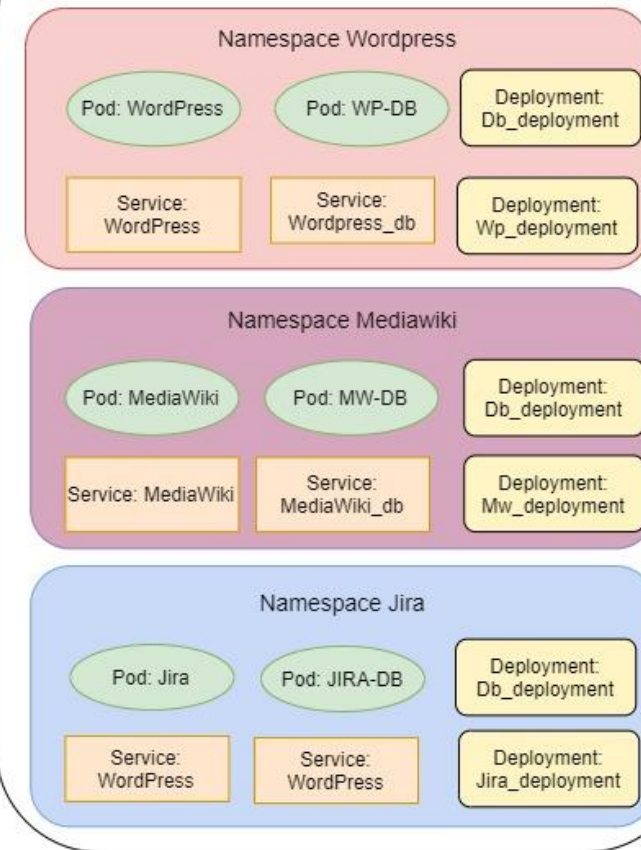 Namespace Wordpress
Pod: WordPress
Pod: WP-DB
Deployment:
Db_deployment
Service:
WordPress
Service:
Wordpress_db
Deployment:
Wp_deployment
Namespace Mediawiki
Pod: MediaWiki
Pod: MW-DB
Deployment:
Db_deployment
Service: MediaWiki
Service:
MediaWiki_db
Deployment:
Mw_deployment
Namespace Jira
Pod: Jira
Pod: JIRA-DB
Deployment:
Db_deployment
Service:
WordPress
Service:
WordPress
Deployment:
Jira_deployment